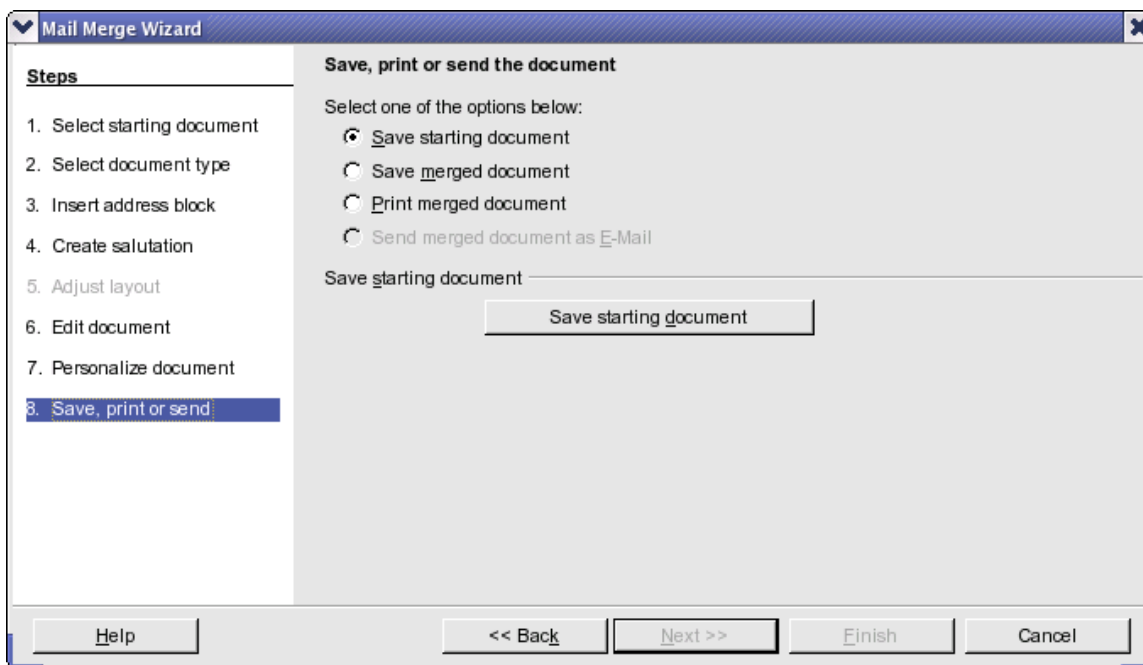 Mail Merge Wizard
Steps
1. Select starting document
2. Select document type
3. Insert address block
4. Create salutation
5. Adjust layout
6. Edit document
7. Personalize document
8. Save, print or send
Save, print or send the document
Select one of the options below:
Save starting document
Save merged document
Print merged document
Send merged document as E-Mail
Save starting document
Save starting document
Help
<< Back
Next >>
Finish
Cancel